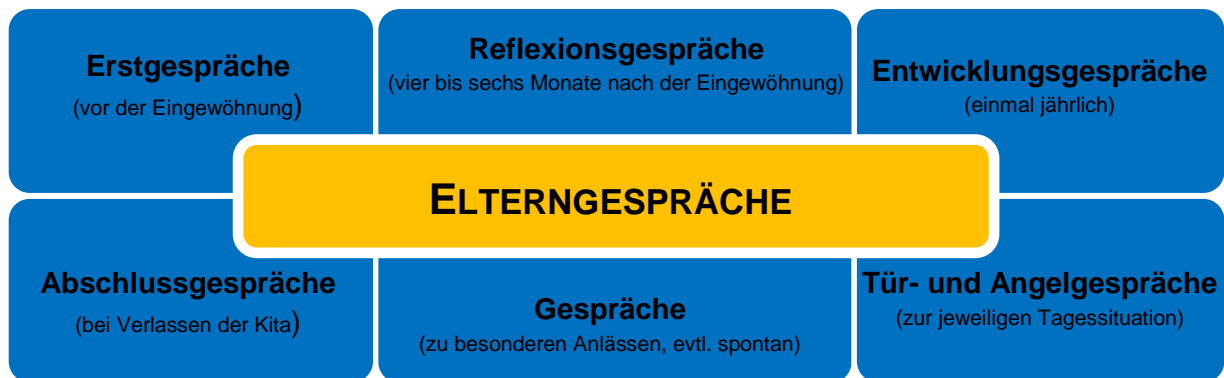 Erstgespräche
(vor der Eingewöhnung)
Reflexionsgespräche
(vier bis sechs Monate nach der Eingewöhnung)
Entwicklungsgespräche
(einmal jährlich)
ELTERNGESPRÄCHE
Abschlussgespräche
(bei Verlassen der Kita)
Gespräche
(zu besonderen Anlässen, evtl. spontan)
Tür- und Angelgespräche
(zur jeweiligen Tagessituation)